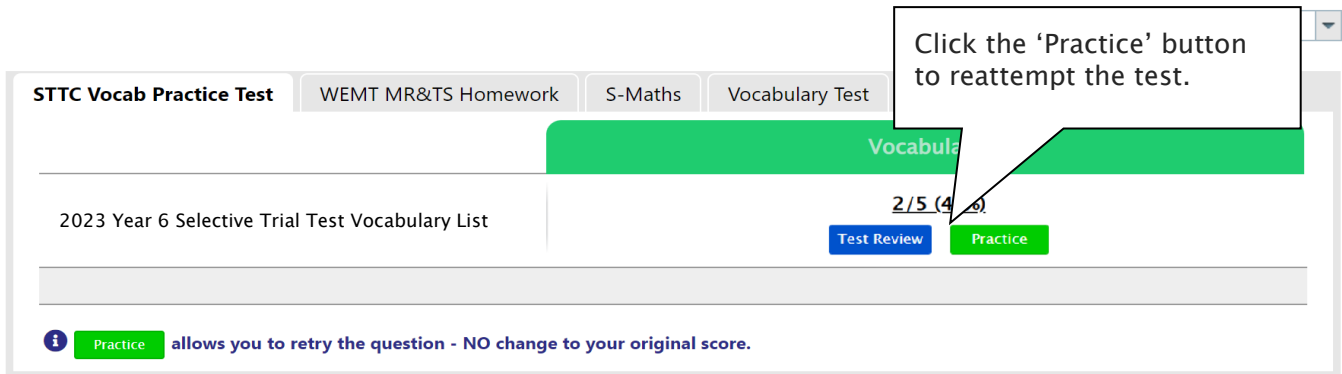 Click the ‘Practice’ button
to reattempt the test.
STTC Vocab Practice Test WEMT MR&TS Homework S-Maths Vocabulary Test
2023 Year 6 Selective Trial Test Vocabulary List
2/5
Test Review Practice
Practice allows you to retry the question - NO change to your original score.